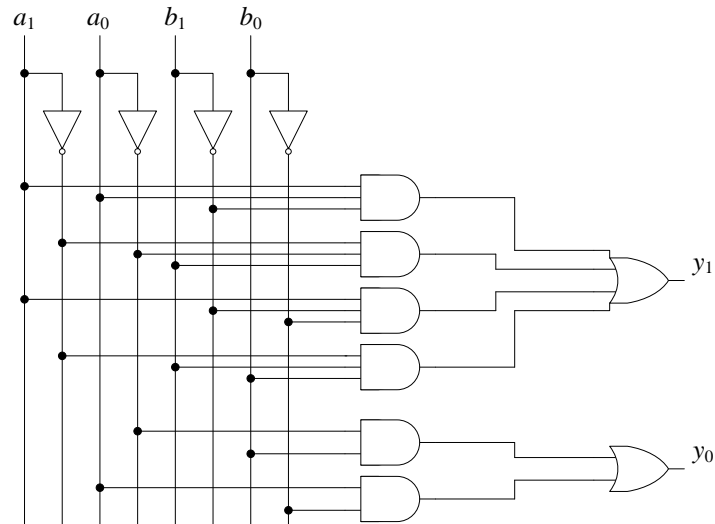 a₁ a₀ b₁ b₀
y₁
y₀